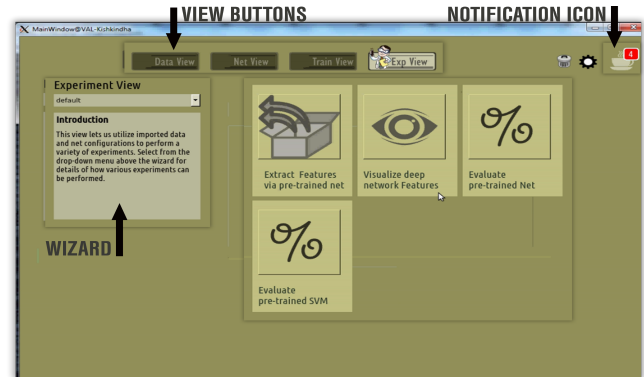 VIEW BUTTONS
NOTIFICATION ICON
MainWindow@VAL-Kishkindha
Data View
Net View
Train View
Exp View
4
Experiment View
default
Introduction
This view lets us utilize imported data
and net configurations to perform a
variety of experiments. Select from the
drop-down menu above the wizard for
details of how various experiments can
be performed.
Extract Features
via pre-trained net
Visualize deep
network Features
Evaluate
pre-trained Net
Evaluate
pre-trained SVM
WIZARD